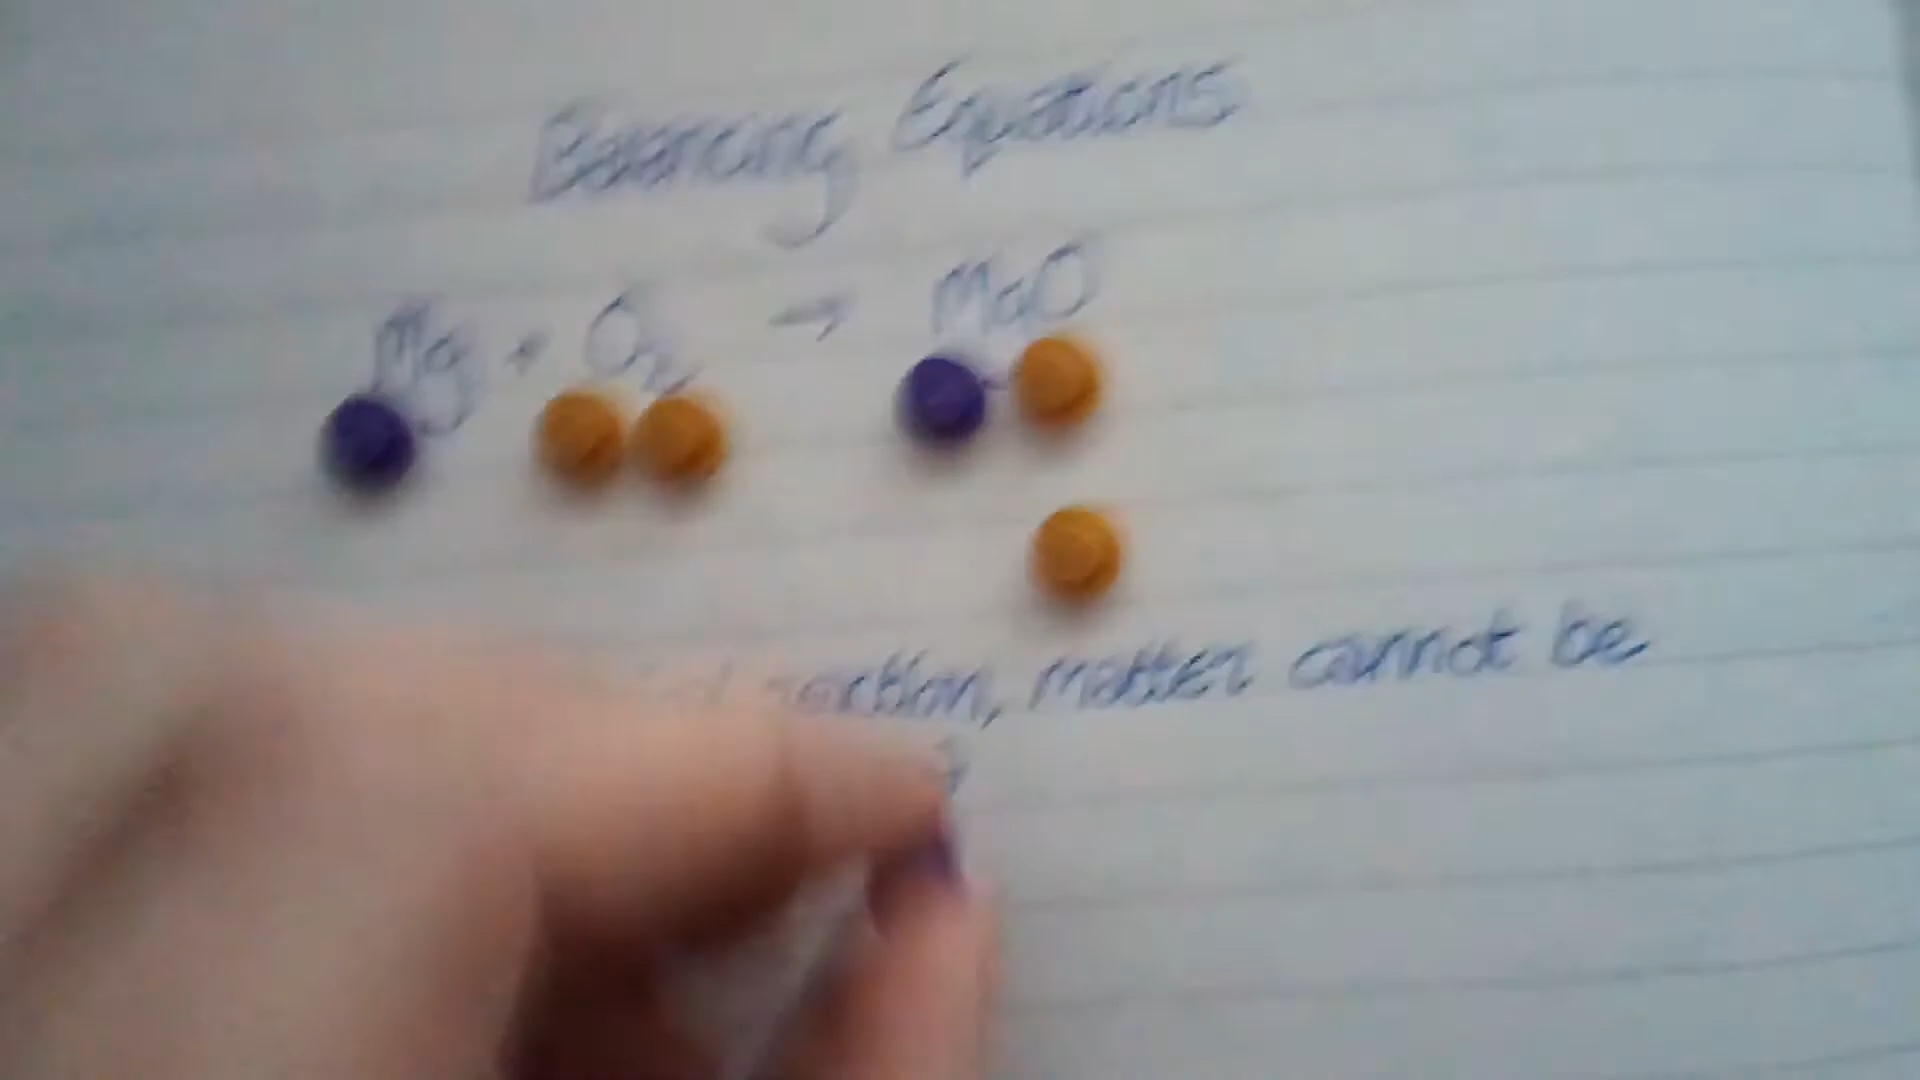 Balancing Equations
Mg + O₂ → MgO
reaction, matter cannot be